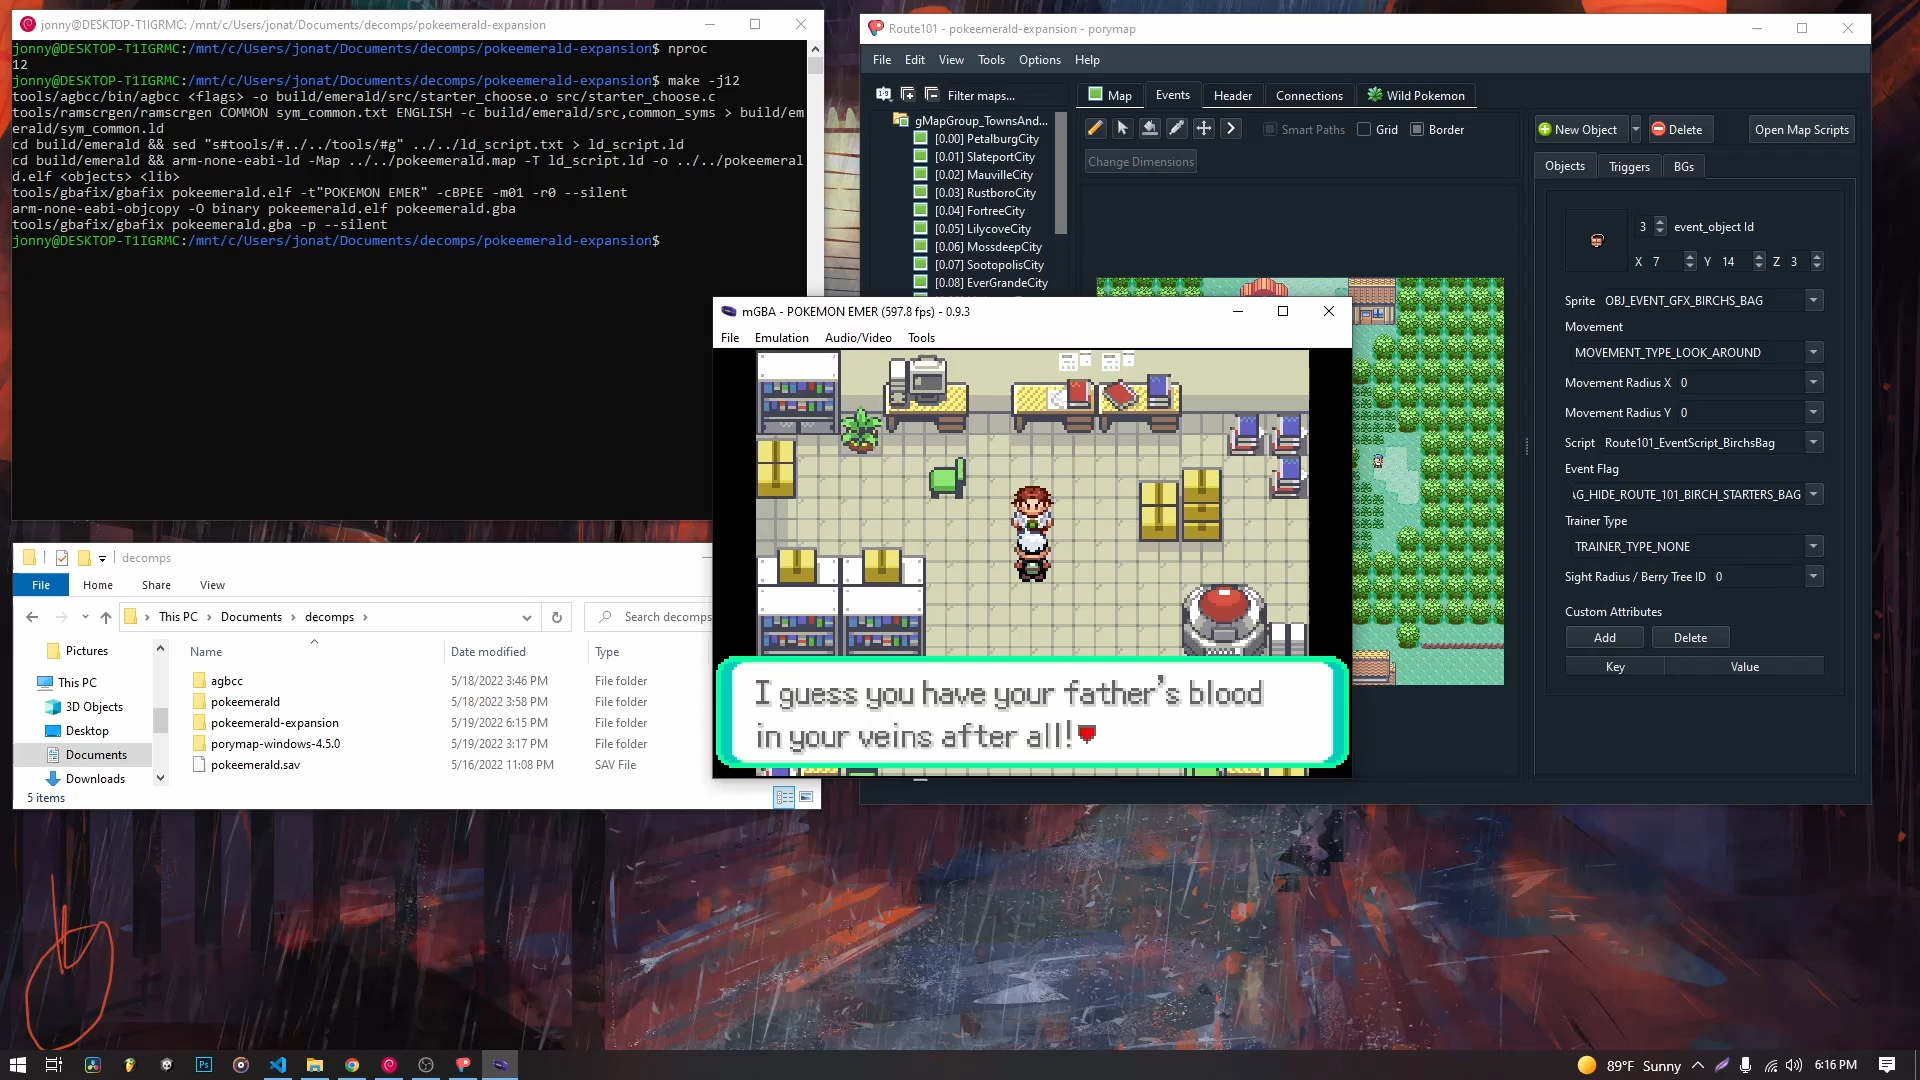 jonny@DESKTOP-T1IGRMC: /mnt/c/Users/jonat/Documents/decomps/pokeemerald-expansion
jonny@DESKTOP-T1IGRMC:/mnt/c/Users/jonat/Documents/decomps/pokeemerald-expansion$ nproc
12
jonny@DESKTOP-T1IGRMC:/mnt/c/Users/jonat/Documents/decomps/pokeemerald-expansion$ make -j12
tools/agbcc/bin/agbcc <flags> -o build/emerald/src/starter_choose.o src/starter_choose.c
tools/ramscrgen/ramscrgen COMMON sym_common.txt ENGLISH -c build/emerald/src,common_syms > build/em
erald/sym_common.ld
cd build/emerald && sed "s#tools/#../../tools/#g" ../../ld_script.txt > ld_script.ld
cd build/emerald && arm-none-eabi-ld -Map ../../pokeemerald.map -T ld_script.ld -o ../../pokeemeral
d.elf <objects> <lib>
tools/gbafix/gbafix pokeemerald.elf -t"POKEMON EMER" -cBPEE -m01 -r0 --silent
arm-none-eabi-objcopy -O binary pokeemerald.elf pokeemerald.gba
tools/gbafix/gbafix pokeemerald.gba -p --silent
jonny@DESKTOP-T1IGRMC:/mnt/c/Users/jonat/Documents/decomps/pokeemerald-expansion$
Route101 - pokeemerald-expansion - porymap
File Edit View Tools Options Help
Filter maps...
gMapGroup_TownsAnd...
[0.00] PetalburgCity
[0.01] SlateportCity
[0.02] MauvilleCity
[0.03] RustboroCity
[0.04] FortreeCity
[0.05] LilycoveCity
[0.06] MossdeepCity
[0.07] SootopolisCity
[0.08] EverGrandeCity
Map Events Header Connections Wild Pokemon
Smart Paths Grid Border
Change Dimensions
New Object Delete Open Map Scripts
Objects Triggers BGs
3 event_object Id
X 7 Y 14 Z 3
Sprite OBJ_EVENT_GFX_BIRCHS_BAG
Movement
MOVEMENT_TYPE_LOOK_AROUND
Movement Radius X 0
Movement Radius Y 0
Script Route101_EventScript_BirchsBag
Event Flag
AG_HIDE_ROUTE_101_BIRCH_STARTERS_BAG
Trainer Type
TRAINER_TYPE_NONE
Sight Radius / Berry Tree ID 0
Custom Attributes
Add Delete
Key Value
mGBA - POKEMON EMER (597.8 fps) - 0.9.3
File Emulation Audio/Video Tools
I guess you have your father's blood
in your veins after all!♥
decomps
File Home Share View
This PC Documents decomps
Search decomps
Pictures
This PC
3D Objects
Desktop
Documents
Downloads
Name Date modified Type
agbcc 5/18/2022 3:46 PM File folder
pokeemerald 5/18/2022 3:58 PM File folder
pokeemerald-expansion 5/19/2022 6:15 PM File folder
porymap-windows-4.5.0 5/19/2022 3:17 PM File folder
pokeemerald.sav 5/16/2022 11:08 PM SAV File
5 items
Ps
89°F Sunny
6:16 PM